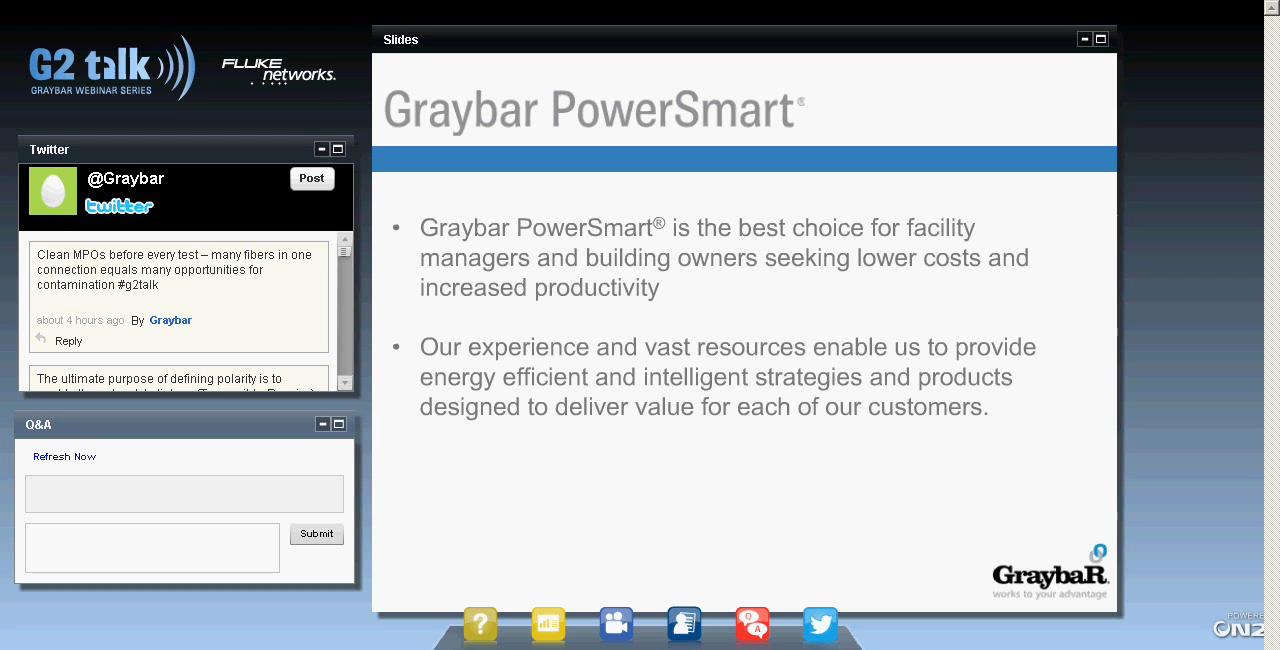 G2 talk
GRAYBAR WEBINAR SERIES
FLUKE
networks.
Twitter
@Graybar
twitter
Post
Clean MPOs before every test – many fibers in one
connection equals many opportunities for
contamination #g2talk
about 4 hours ago By Graybar
Reply
The ultimate purpose of defining polarity is to
Q&A
Refresh Now
Submit
Slides
Graybar PowerSmart®
• Graybar PowerSmart® is the best choice for facility
managers and building owners seeking lower costs and
increased productivity
• Our experience and vast resources enable us to provide
energy efficient and intelligent strategies and products
designed to deliver value for each of our customers.
GraybaR.
works to your advantage
?
Q
A
POWERE
ON2